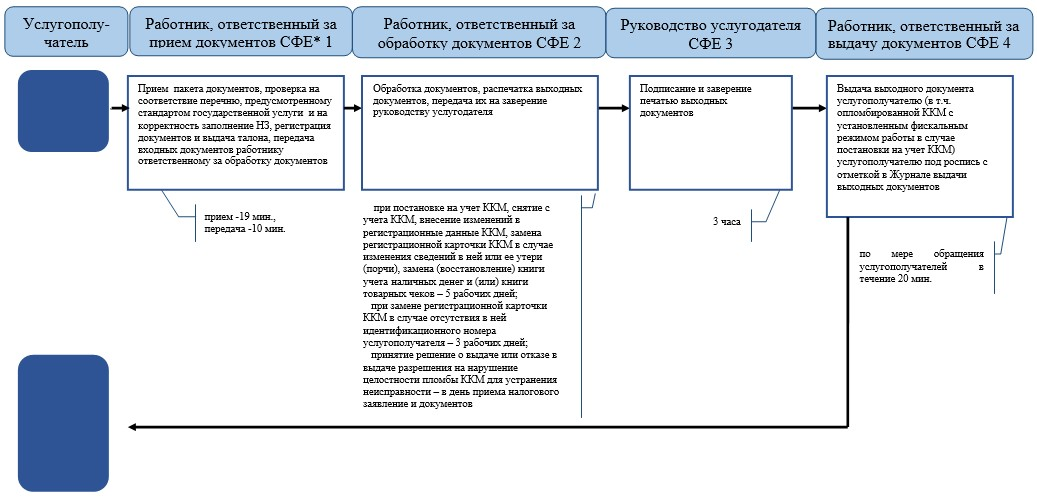 Услугополу-
чатель
Работник, ответственный за
прием документов СФЕ* 1
Работник, ответственный за
обработку документов СФЕ 2
Руководство услугодателя
СФЕ 3
Работник, ответственный за
выдачу документов СФЕ 4
Прием пакета документов, проверка на
соответствие перечню, предусмотренному
стандартом государственной услуги и на
корректность заполнение НЗ, регистрация
документов и выдача талона, передача
входных документов работнику
ответственному за обработку документов
Обработка документов, распечатка выходных
документов, передача их на заверение
руководству услугодателя
Подписание и заверение
печатью выходных
документов
Выдача выходного документа
услугополучателю (в т.ч.
опломбированной ККМ с
установленным фискальным
режимом работы в случае
постановки на учет ККМ)
услугополучателю под роспись с
отметкой в Журнале выдачи
выходных документов
прием -19 мин.,
передача -10 мин.
при постановке на учет ККМ, снятие с
учета ККМ, внесение изменений в
регистрационные данные ККМ, замена
регистрационной карточки ККМ в случае
изменения сведений в ней или ее утери
(порчи), замена (восстановление) книги
учета наличных денег и (или) книги
товарных чеков – 5 рабочих дней;
при замене регистрационной карточки
ККМ в случае отсутствия в ней
идентификационного номера
услугополучателя – 3 рабочих дней;
принятие решение о выдаче или отказе в
выдаче разрешения на нарушение
целостности пломбы ККМ для устранения
неисправности – в день приема налогового
заявление и документов
3 часа
по мере обращения
услугополучателей в
течение 20 мин.